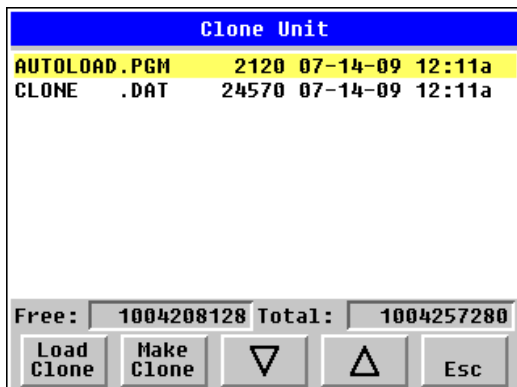 Clone Unit
AUTOLOAD.PGM 2120 07-14-09 12:11a
CLONE .DAT 24570 07-14-09 12:11a
Free: 1004208128 Total: 1004257280
Load Clone Make Clone Esc